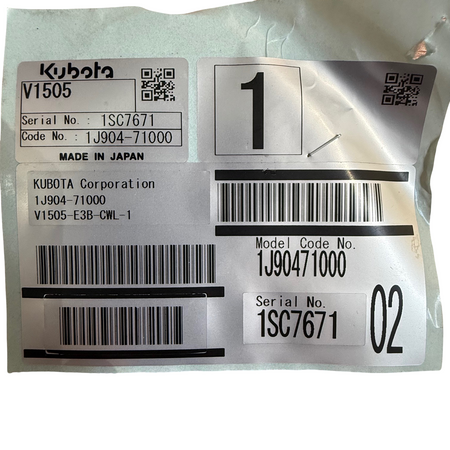 Kubota
V1505
Serial No. : 1SC7671
Code No. : 1J904-71000
MADE IN JAPAN
1
KUBOTA Corporation
1J904-71000
V1505-E3B-CWL-1
Model Code No.
1J90471000
Serial No.
1SC7671
02